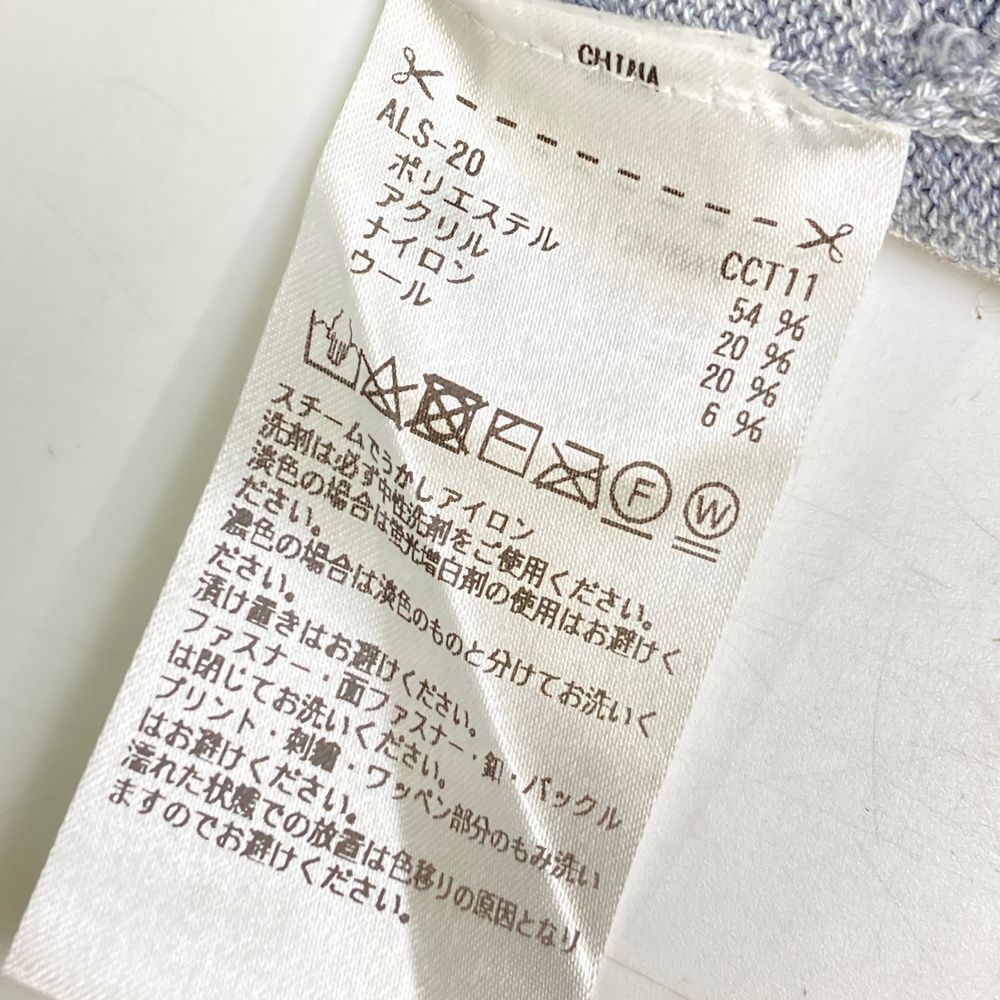 CHINA
ALS-20 CCT11
ポリエステル 54 %
アクリル 20 %
ナイロン 20 %
ウール 6 %
F W
スチームでうかしアイロン
洗剤は必ず中性洗剤をご使用ください。
淡色の場合は蛍光増白剤の使用はお避けく
ださい。
濃色の場合は淡色のものと分けてお洗いく
ださい。
漬け置きはお避けください。
ファスナー・面ファスナー・釦・バックル
は閉じてお洗いください。
プリント・刺繍・ワッペン部分のもみ洗い
はお避けください。
濡れた状態での放置は色移りの原因となり
ますのでお避けください。